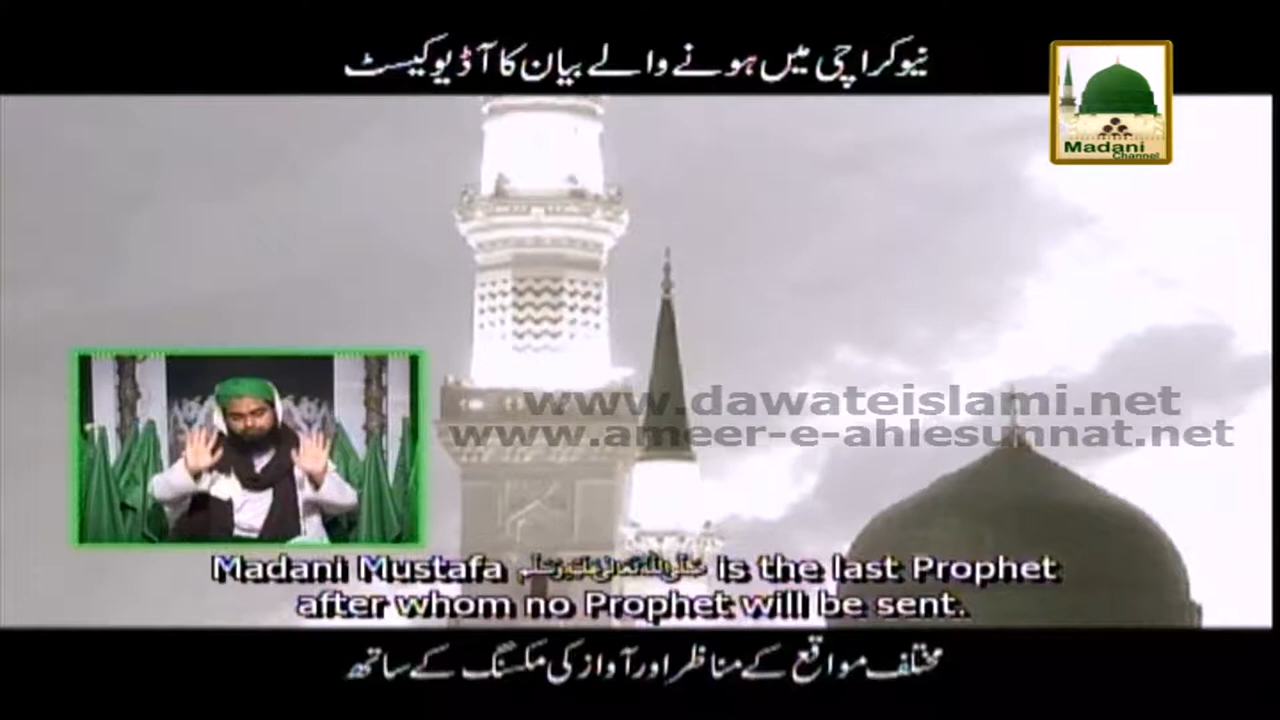 نیو کراچی میں ہونے والے بیان کا آڈیو کیسٹ
Madani
Channel
www.dawateislami.net
www.ameer-e-ahlesunnat.net
Madani Mustafa صلی اللہ تعالیٰ علیہ وسلم is the last Prophet
after whom no Prophet will be sent.
مختلف مواقع کے مناظر اور آواز کی مکسنگ کے ساتھ